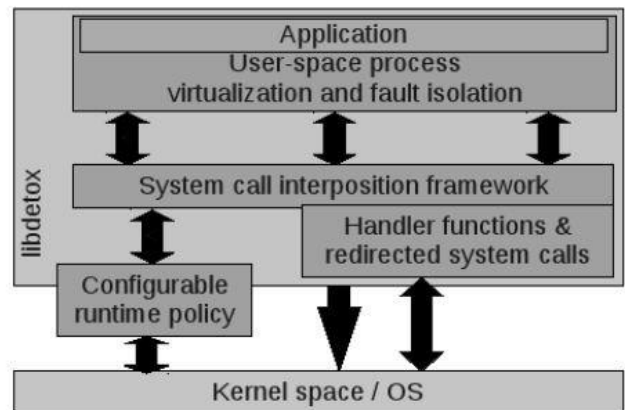 Application
User-space process
virtualization and fault isolation
System call interposition framework
Handler functions &
redirected system calls
libdetox
Configurable
runtime policy
Kernel space / OS